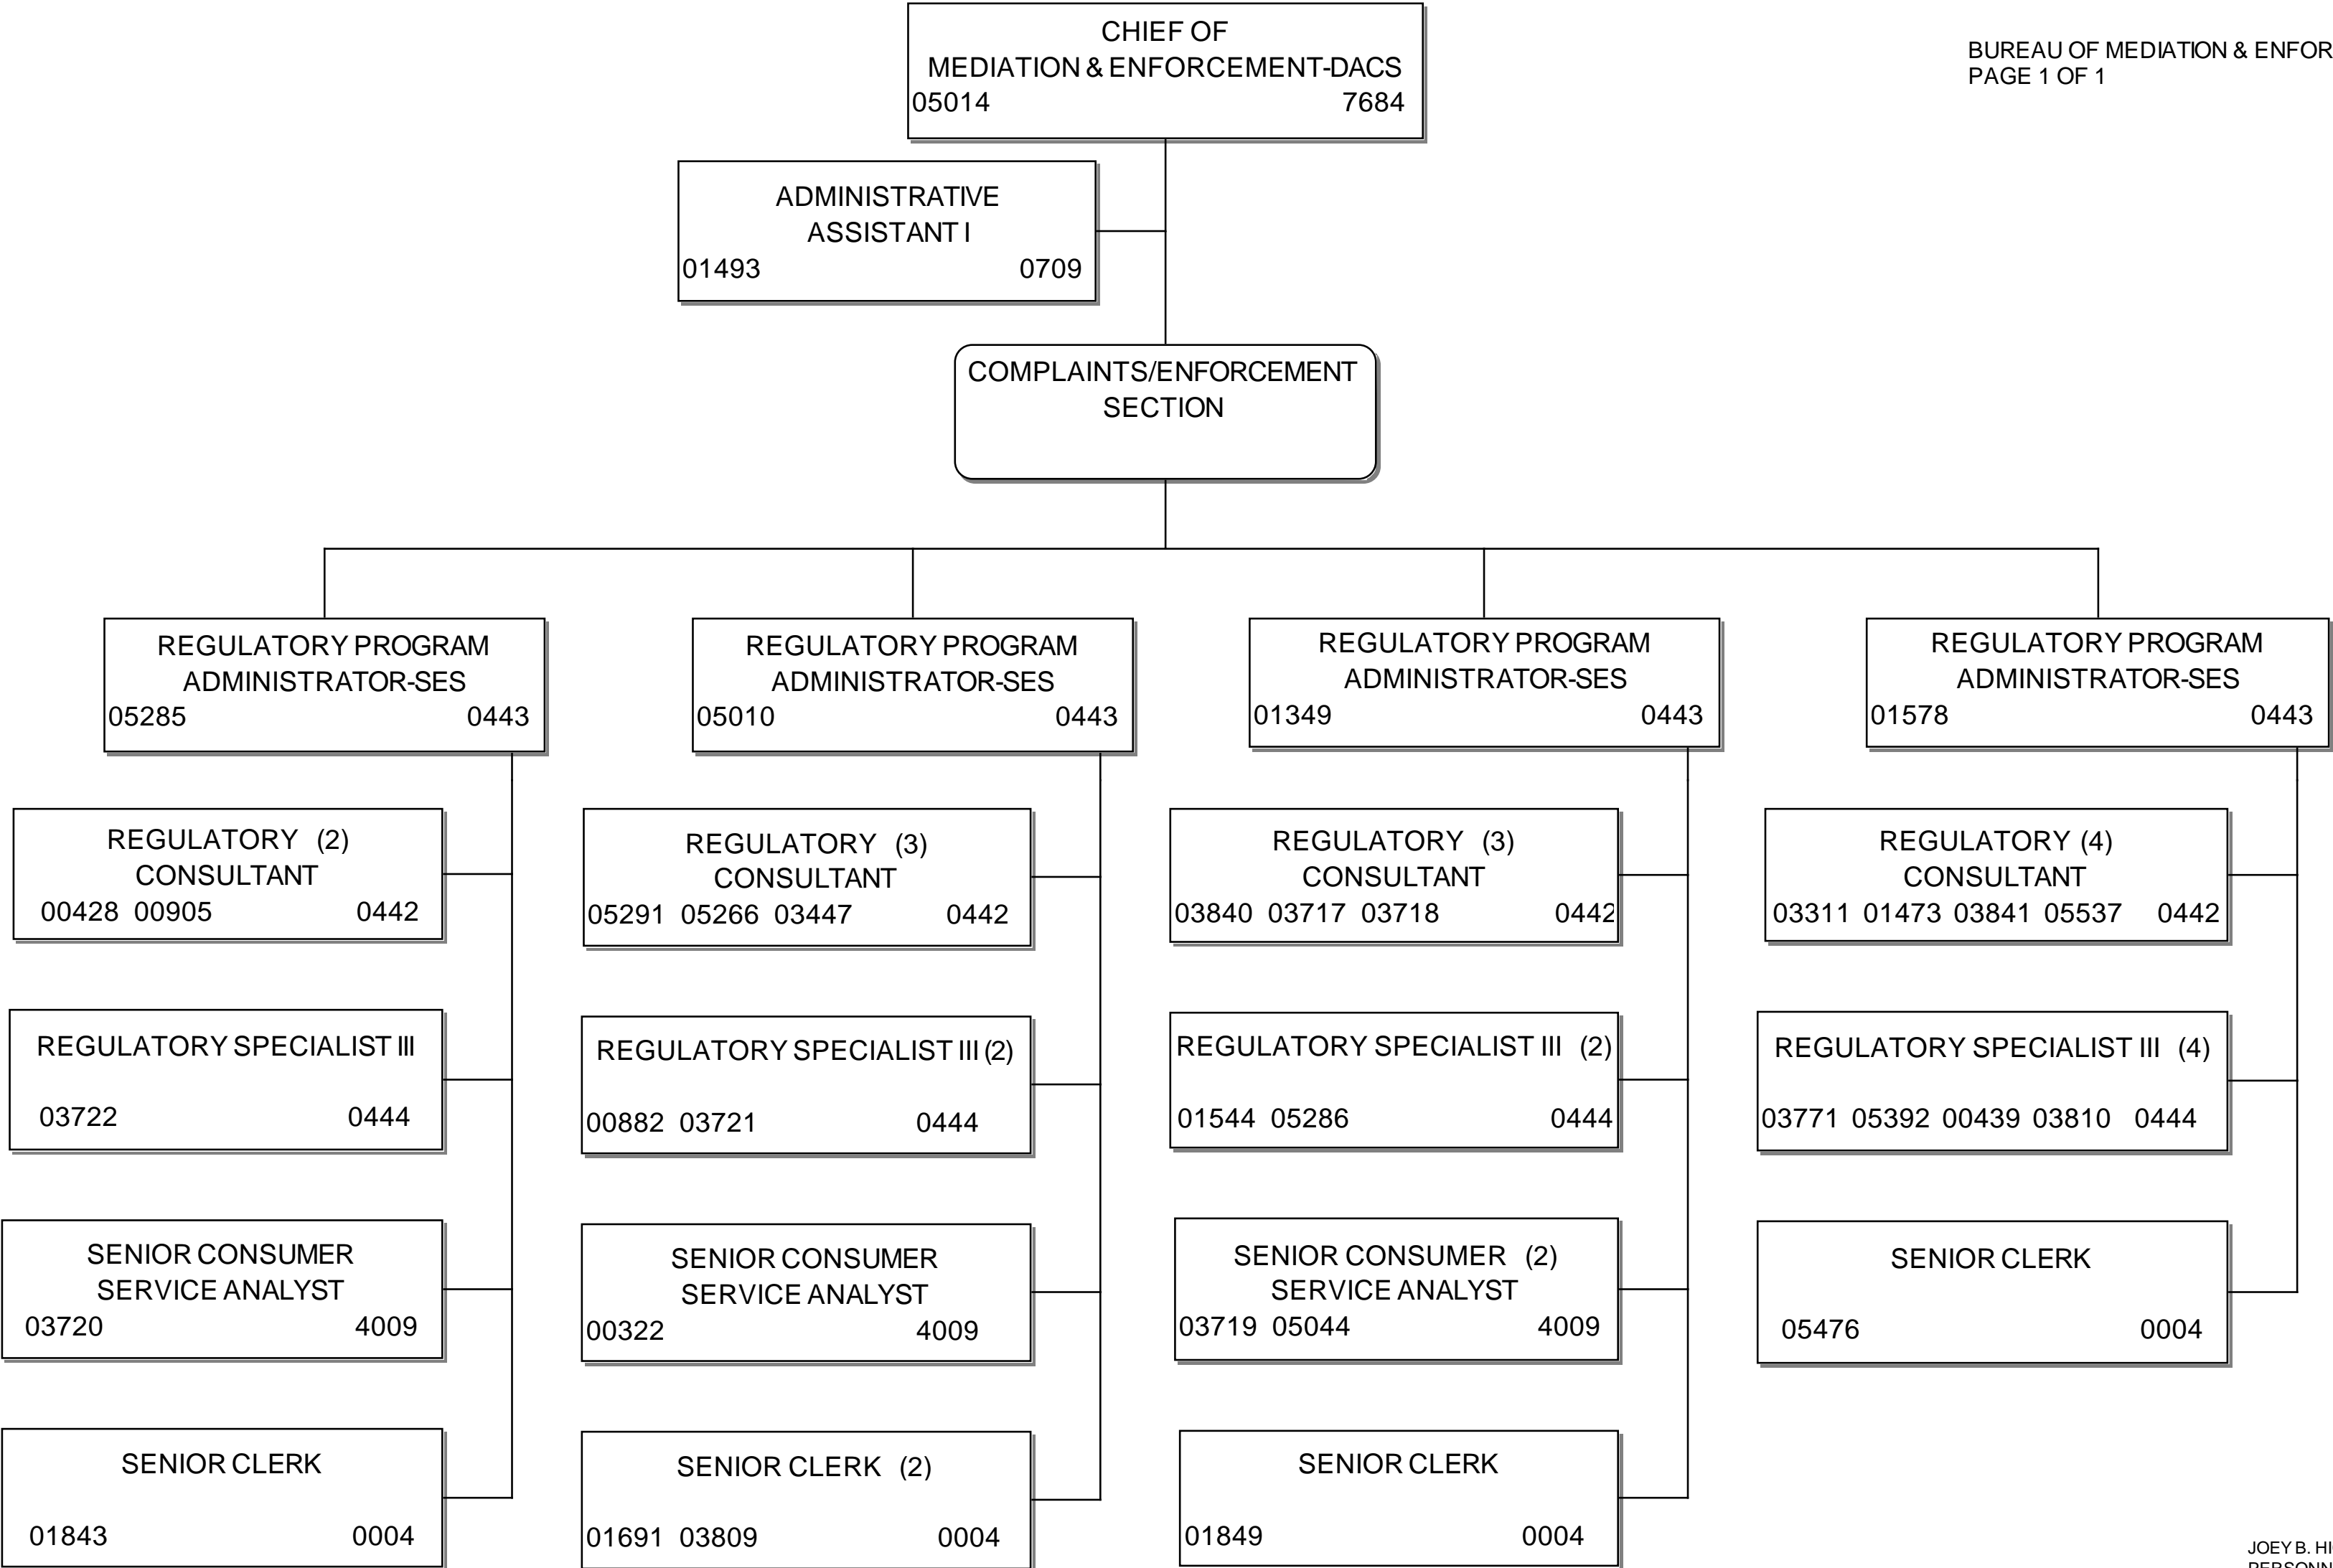 CHIEF OF
MEDIATION & ENFORCEMENT-DACS
05014 7684
BUREAU OF MEDIATION & ENFOR
PAGE 1 OF 1
ADMINISTRATIVE
ASSISTANT I
01493 0709
COMPLAINTS/ENFORCEMENT
SECTION
REGULATORY PROGRAM
ADMINISTRATOR-SES
05285 0443
REGULATORY PROGRAM
ADMINISTRATOR-SES
05010 0443
REGULATORY PROGRAM
ADMINISTRATOR-SES
01349 0443
REGULATORY PROGRAM
ADMINISTRATOR-SES
01578 0443
REGULATORY (2)
CONSULTANT
00428 00905 0442
REGULATORY (3)
CONSULTANT
05291 05266 03447 0442
REGULATORY (3)
CONSULTANT
03840 03717 03718 0442
REGULATORY (4)
CONSULTANT
03311 01473 03841 05537 0442
REGULATORY SPECIALIST III
03722 0444
REGULATORY SPECIALIST III (2)
00882 03721 0444
REGULATORY SPECIALIST III (2)
01544 05286 0444
REGULATORY SPECIALIST III (4)
03771 05392 00439 03810 0444
SENIOR CONSUMER
SERVICE ANALYST
03720 4009
SENIOR CONSUMER
SERVICE ANALYST
00322 4009
SENIOR CONSUMER (2)
SERVICE ANALYST
03719 05044 4009
SENIOR CLERK
05476 0004
SENIOR CLERK
01843 0004
SENIOR CLERK (2)
01691 03809 0004
SENIOR CLERK
01849 0004
JOEY B. HI